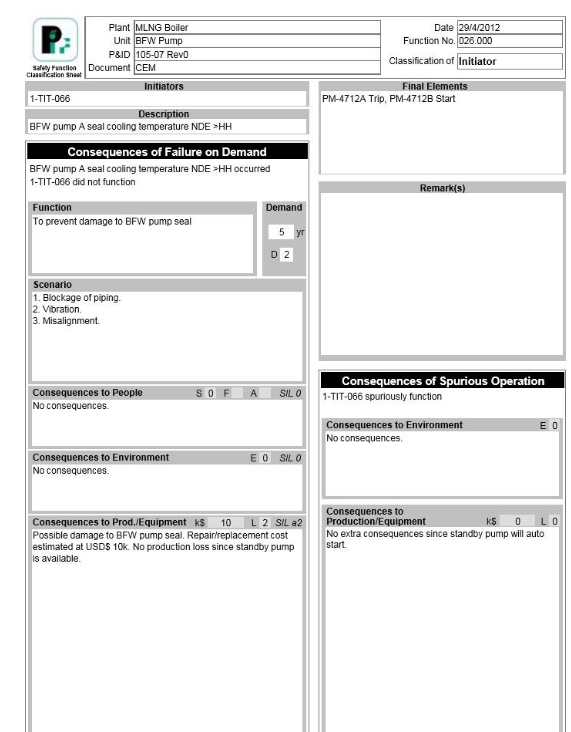 Safety Function
Classification Sheet
Plant MLNG Boiler
Unit BFW Pump
P&ID 105-07 Rev0
Document CEM
Date 29/4/2012
Function No. 026.000
Classification of Initiator
Initiators
1-TIT-066
Description
BFW pump A seal cooling temperature NDE >HH
Consequences of Failure on Demand
BFW pump A seal cooling temperature NDE >HH occurred
1-TIT-066 did not function
Function
To prevent damage to BFW pump seal
Demand
5 yr
D 2
Scenario
1. Blockage of piping.
2. Vibration.
3. Misalignment.
Consequences to People S 0 F A SIL 0
No consequences.
Consequences to Environment E 0 SIL 0
No consequences.
Consequences to Prod./Equipment k$ 10 L 2 SIL a2
Possible damage to BFW pump seal. Repair/replacement cost
estimated at USD$ 10k. No production loss since standby pump
is available.
Final Elements
PM-4712A Trip, PM-4712B Start
Remark(s)
Consequences of Spurious Operation
1-TIT-066 spuriously function
Consequences to Environment E 0
No consequences.
Consequences to
Production/Equipment k$ 0 L 0
No extra consequences since standby pump will auto
start.